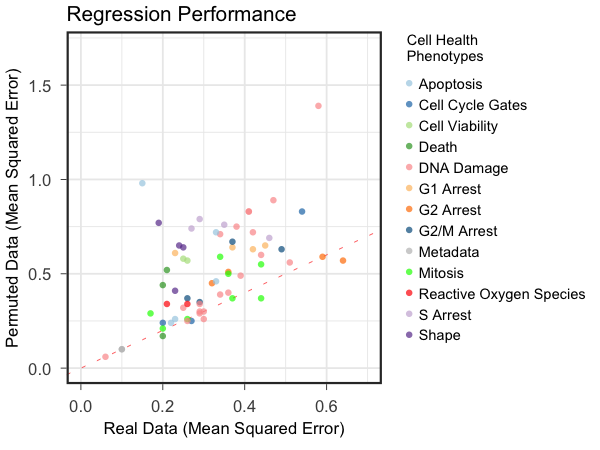 Regression Performance
Permuted Data (Mean Squared Error)
1.5
1.0
0.5
0.0
0.0 0.2 0.4 0.6
Real Data (Mean Squared Error)
Cell Health
Phenotypes
Apoptosis
Cell Cycle Gates
Cell Viability
Death
DNA Damage
G1 Arrest
G2 Arrest
G2/M Arrest
Metadata
Mitosis
Reactive Oxygen Species
S Arrest
Shape